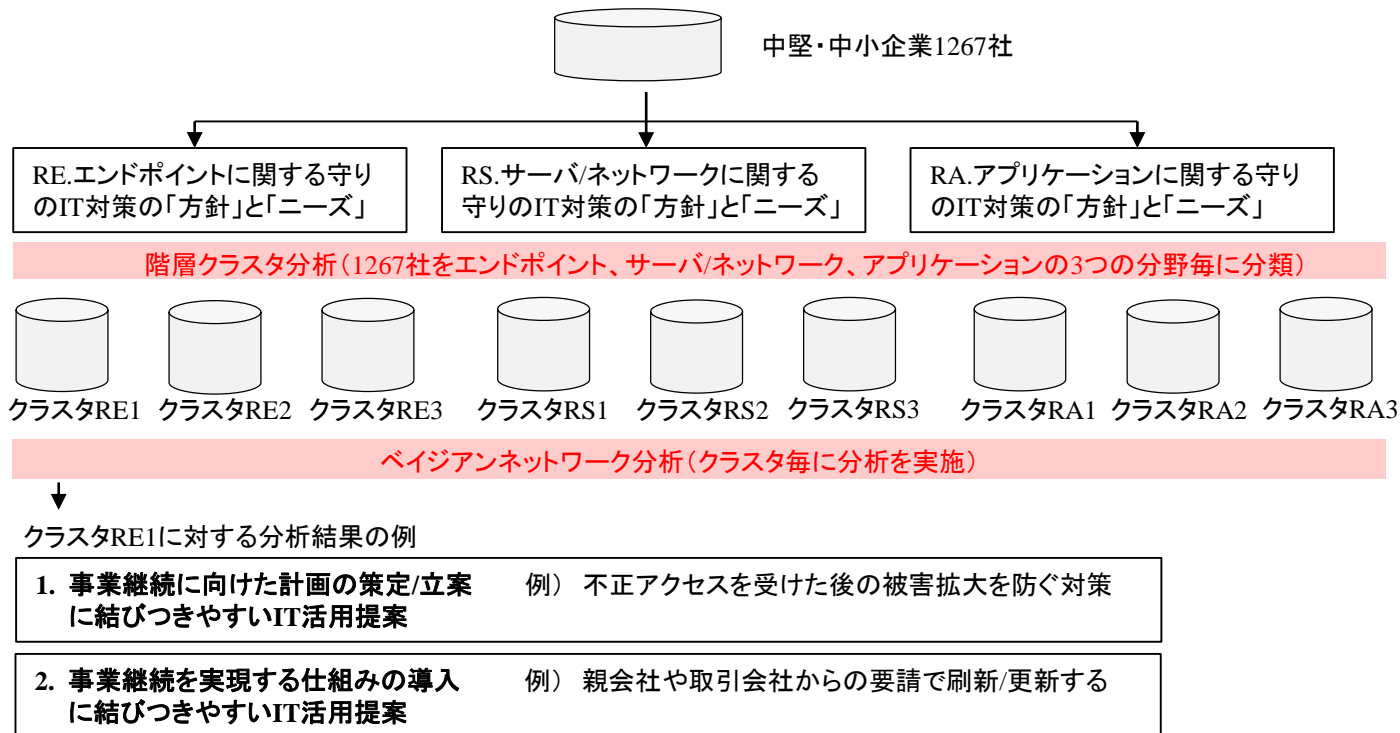 中堅・中小企業1267社
RE.エンドポイントに関する守り
のIT対策の「方針」と「ニーズ」
RS.サーバ/ネットワークに関する
守りのIT対策の「方針」と「ニーズ」
RA.アプリケーションに関する守り
のIT対策の「方針」と「ニーズ」
階層クラスタ分析(1267社をエンドポイント、サーバ/ネットワーク、アプリケーションの3つの分野毎に分類)
クラスタRE1
クラスタRE2
クラスタRE3
クラスタRS1
クラスタRS2
クラスタRS3
クラスタRA1
クラスタRA2
クラスタRA3
ベイジアンネットワーク分析(クラスタ毎に分析を実施)
クラスタRE1に対する分析結果の例
1. 事業継続に向けた計画の策定/立案
に結びつきやすいIT活用提案
例) 不正アクセスを受けた後の被害拡大を防ぐ対策
2. 事業継続を実現する仕組みの導入
に結びつきやすいIT活用提案
例) 親会社や取引会社からの要請で刷新/更新する